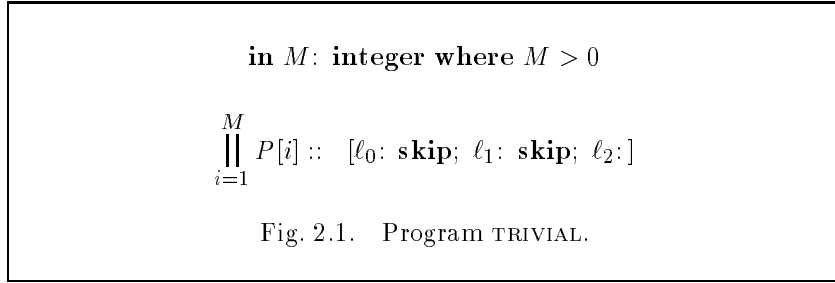 in M: integer where M > 0
M
|| P[i] :: [ℓ0: skip; ℓ1: skip; ℓ2: ]
i=1
Fig. 2.1. Program TRIVIAL.